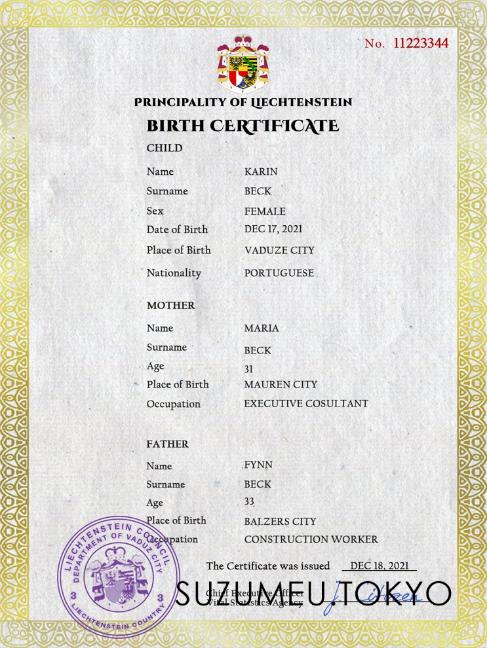 No. 11223344
PRINCIPALITY OF LIECHTENSTEIN
BIRTH CERTIFICATE
CHILD
Name KARIN
Surname BECK
Sex FEMALE
Date of Birth DEC 17, 2021
Place of Birth VADUZE CITY
Nationality PORTUGUESE
MOTHER
Name MARIA
Surname BECK
Age 31
Place of Birth MAUREN CITY
Occupation EXECUTIVE COSULTANT
FATHER
Name FYNN
Surname BECK
Age 33
Place of Birth BALZERS CITY
Occupation CONSTRUCTION WORKER
The Certificate was issued DEC 18, 2021
Chief Executive Officer
Vital Statistics Agency
SUZUMEU.TOKYO
LIECHTENSTEIN COUNCIL
DEPARTMENT OF VADUZ CITY
3 3
LIECHTENSTEIN COUNTRY